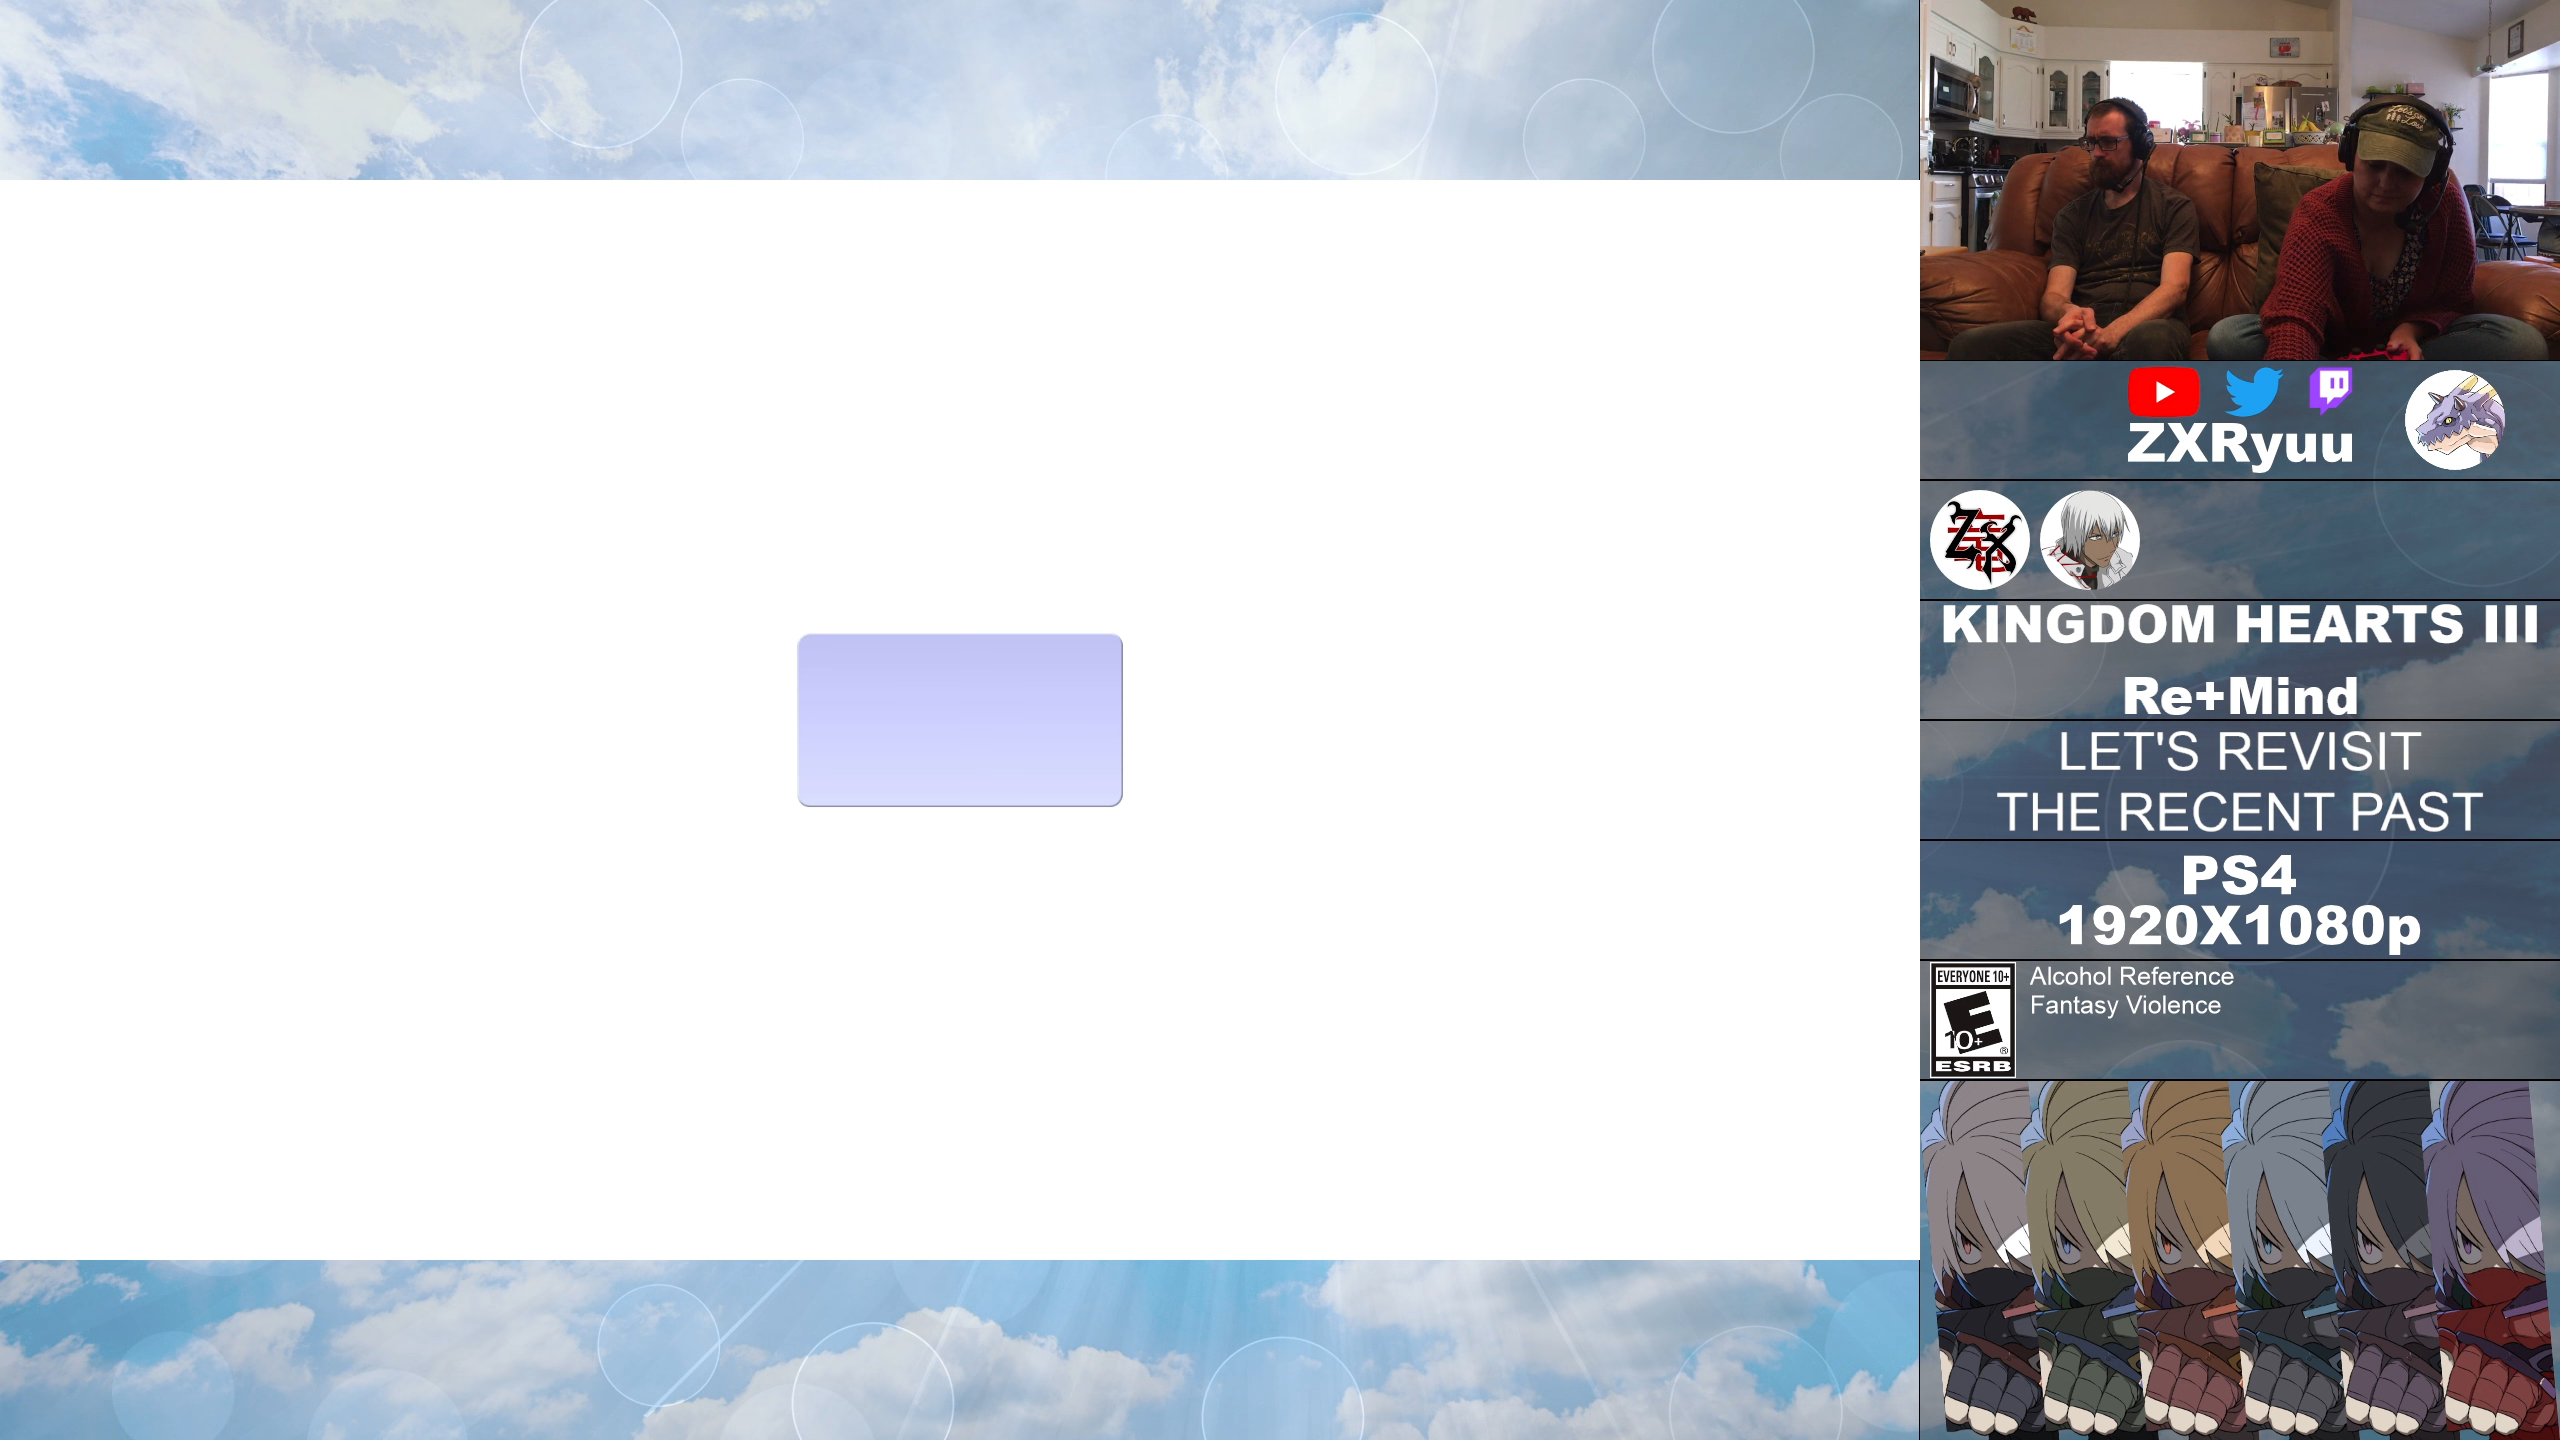 ZXRyuu
ZX
KINGDOM HEARTS III
Re+Mind
LET'S REVISIT
THE RECENT PAST
PS4
1920X1080p
EVERYONE 10+
Alcohol Reference
Fantasy Violence
E
10+
®
ESRB